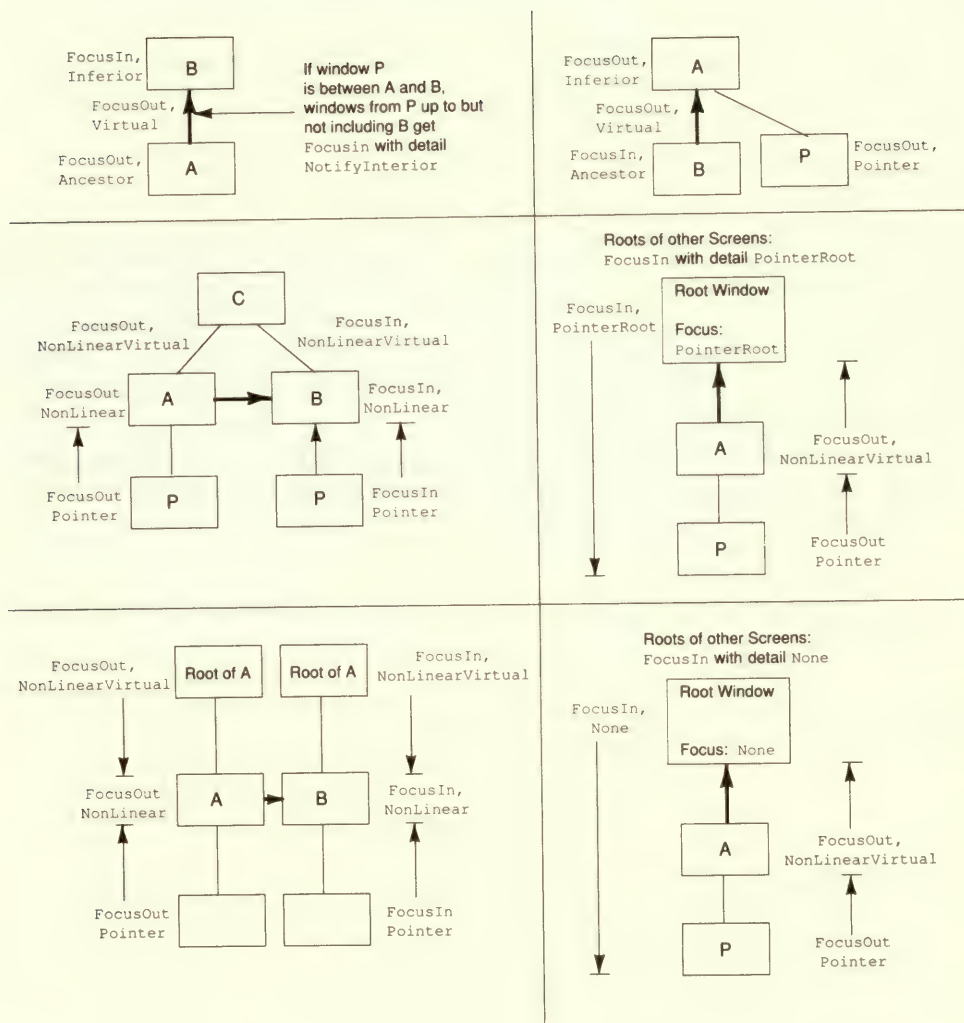 FocusIn,
Inferior
B
FocusOut,
Virtual
FocusOut,
Ancestor
A
If window P
is between A and B,
windows from P up to but
not including B get
Focusin with detail
NotifyInterior
FocusOut,
Inferior
A
FocusOut,
Virtual
FocusIn,
Ancestor
B
P
FocusOut,
Pointer
C
FocusOut,
NonLinearVirtual
FocusIn,
NonLinearVirtual
FocusOut
NonLinear
A
B
FocusIn,
NonLinear
FocusOut
Pointer
P
P
FocusIn
Pointer
Roots of other Screens:
FocusIn with detail PointerRoot
FocusIn,
PointerRoot
Root Window
Focus:
PointerRoot
A
FocusOut,
NonLinearVirtual
P
FocusOut
Pointer
FocusOut,
NonLinearVirtual
Root of A
Root of A
FocusIn,
NonLinearVirtual
FocusOut
NonLinear
A
B
FocusIn,
NonLinear
FocusOut
Pointer
FocusIn
Pointer
Roots of other Screens:
FocusIn with detail None
FocusIn,
None
Root Window
Focus: None
A
FocusOut,
NonLinearVirtual
P
FocusOut
Pointer